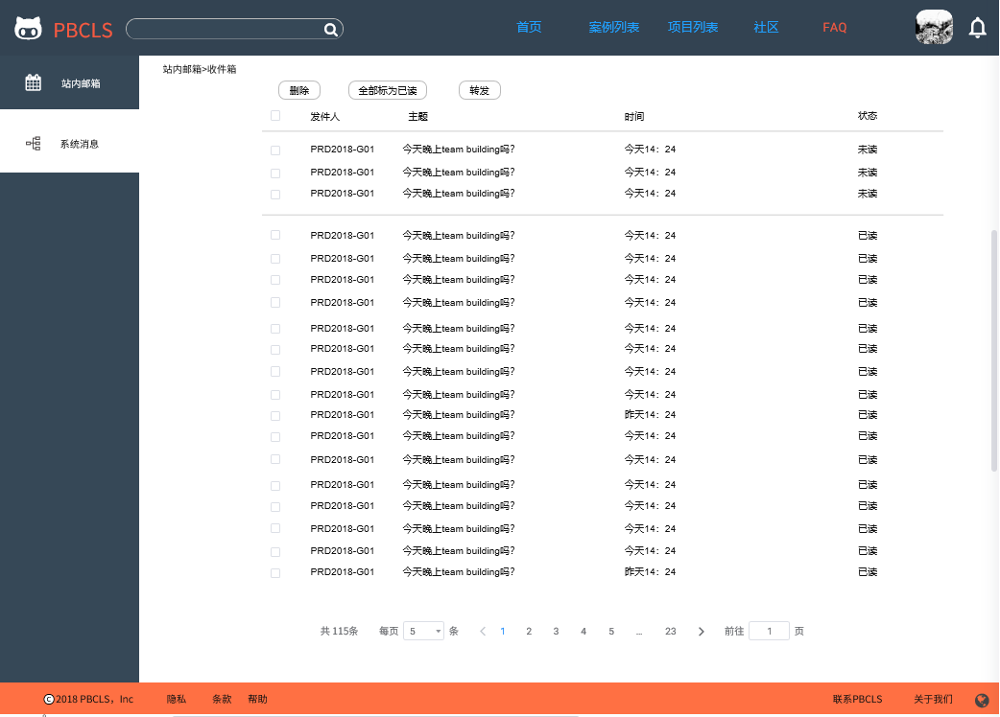 PBCLS 首页 案例列表 项目列表 社区 FAQ
站内邮箱>收件箱
站内邮箱
系统消息
删除 全部标为已读 转发
发件人 主题 时间 状态
PRD2018-G01 今天晚上team building吗? 今天14：24 未读
PRD2018-G01 今天晚上team building吗? 今天14：24 未读
PRD2018-G01 今天晚上team building吗? 今天14：24 未读
PRD2018-G01 今天晚上team building吗? 今天14：24 已读
PRD2018-G01 今天晚上team building吗? 今天14：24 已读
PRD2018-G01 今天晚上team building吗? 今天14：24 已读
PRD2018-G01 今天晚上team building吗? 今天14：24 已读
PRD2018-G01 今天晚上team building吗? 今天14：24 已读
PRD2018-G01 今天晚上team building吗? 今天14：24 已读
PRD2018-G01 今天晚上team building吗? 今天14：24 已读
PRD2018-G01 今天晚上team building吗? 今天14：24 已读
PRD2018-G01 今天晚上team building吗? 昨天14：24 已读
PRD2018-G01 今天晚上team building吗? 今天14：24 已读
PRD2018-G01 今天晚上team building吗? 今天14：24 已读
PRD2018-G01 今天晚上team building吗? 今天14：24 已读
PRD2018-G01 今天晚上team building吗? 今天14：24 已读
PRD2018-G01 今天晚上team building吗? 今天14：24 已读
PRD2018-G01 今天晚上team building吗? 今天14：24 已读
PRD2018-G01 今天晚上team building吗? 昨天14：24 已读
共 115条 每页 5 条 1 2 3 4 5 ... 23 前往 1 页
©2018 PBCLS，Inc 隐私 条款 帮助 联系PBCLS 关于我们